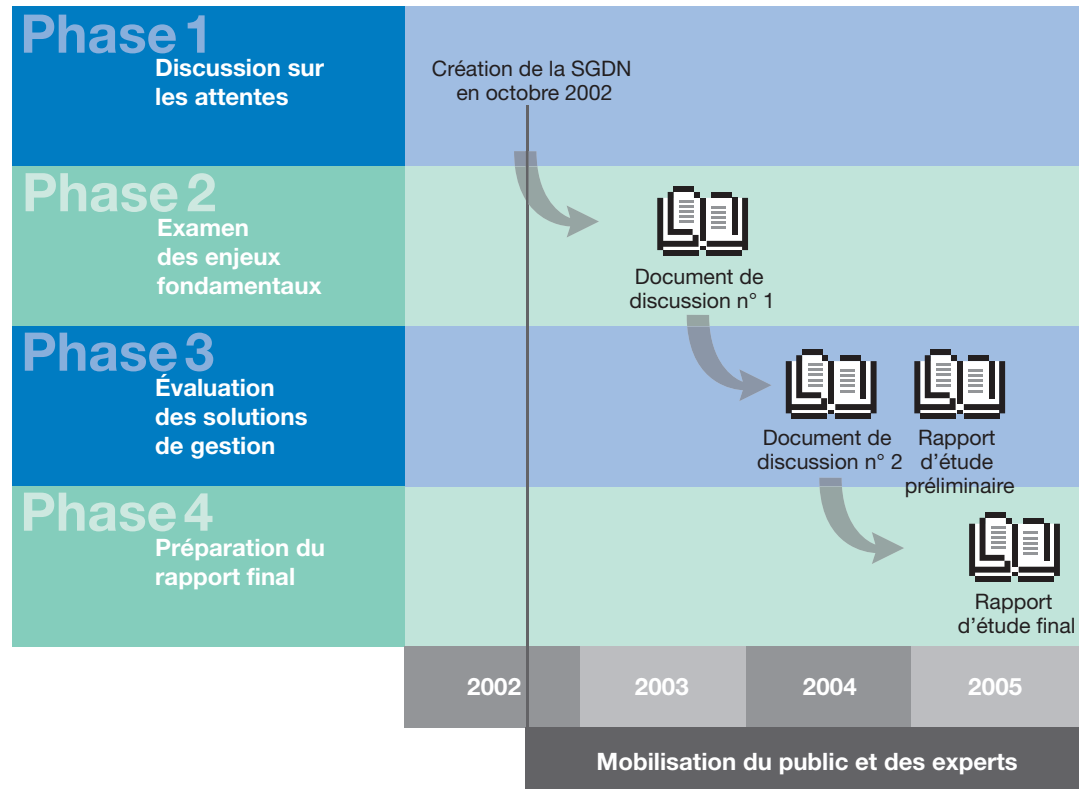 Phase 1
Discussion sur
les attentes
Création de la SGDN
en octobre 2002
Phase 2
Examen
des enjeux
fondamentaux
Document de
discussion n° 1
Phase 3
Évaluation
des solutions
de gestion
Document de
discussion n° 2
Rapport
d’étude
préliminaire
Phase 4
Préparation du
rapport final
Rapport
d’étude final
2002
2003
2004
2005
Mobilisation du public et des experts